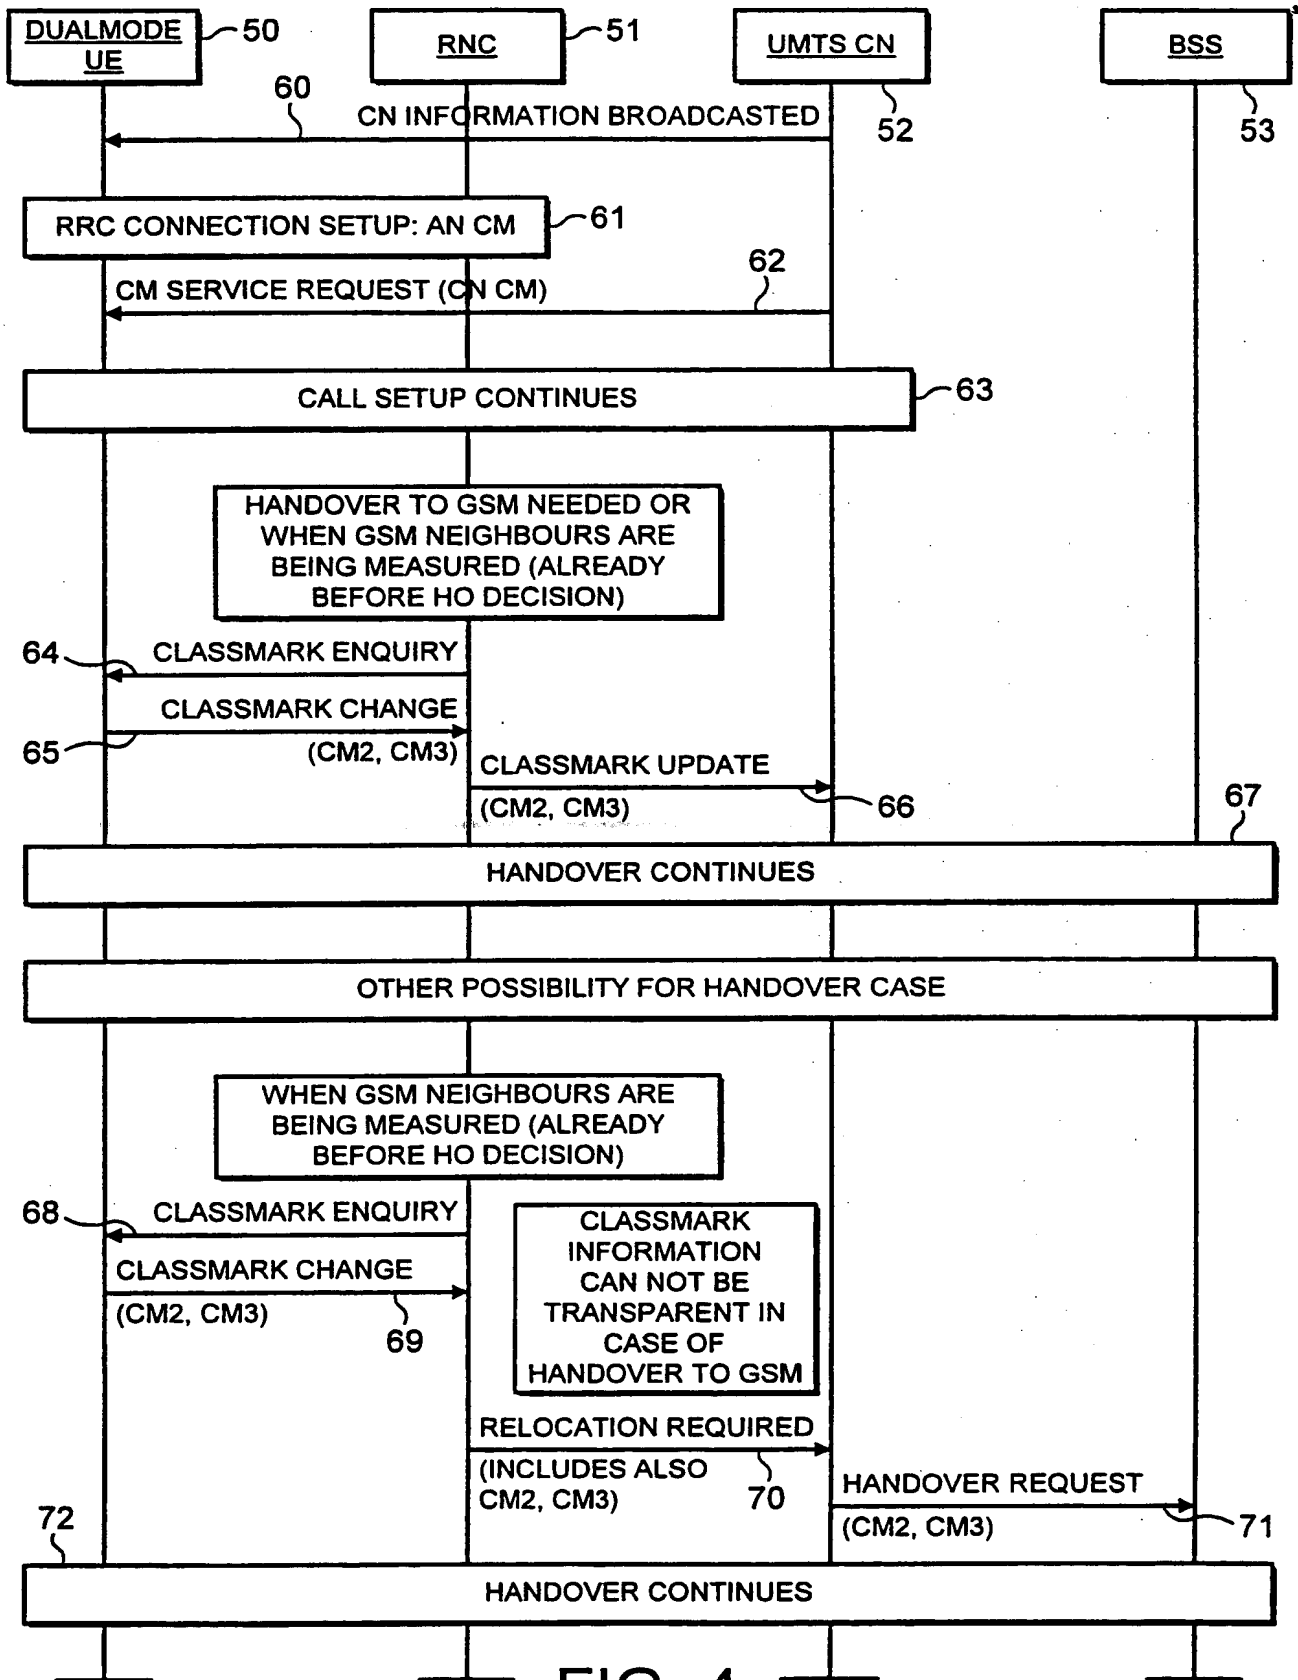 DUALMODE
UE
50
RNC
51
UMTS CN
52
BSS
53
60
CN INFORMATION BROADCASTED
RRC CONNECTION SETUP: AN CM
61
62
CM SERVICE REQUEST (CN CM)
CALL SETUP CONTINUES
63
HANDOVER TO GSM NEEDED OR
WHEN GSM NEIGHBOURS ARE
BEING MEASURED (ALREADY
BEFORE HO DECISION)
64
CLASSMARK ENQUIRY
CLASSMARK CHANGE
65
(CM2, CM3)
CLASSMARK UPDATE
(CM2, CM3)
66
67
HANDOVER CONTINUES
OTHER POSSIBILITY FOR HANDOVER CASE
WHEN GSM NEIGHBOURS ARE
BEING MEASURED (ALREADY
BEFORE HO DECISION)
68
CLASSMARK ENQUIRY
CLASSMARK CHANGE
(CM2, CM3)
69
CLASSMARK
INFORMATION
CAN NOT BE
TRANSPARENT IN
CASE OF
HANDOVER TO GSM
RELOCATION REQUIRED
(INCLUDES ALSO
CM2, CM3)
70
HANDOVER REQUEST
(CM2, CM3)
71
72
HANDOVER CONTINUES
FIG. 4